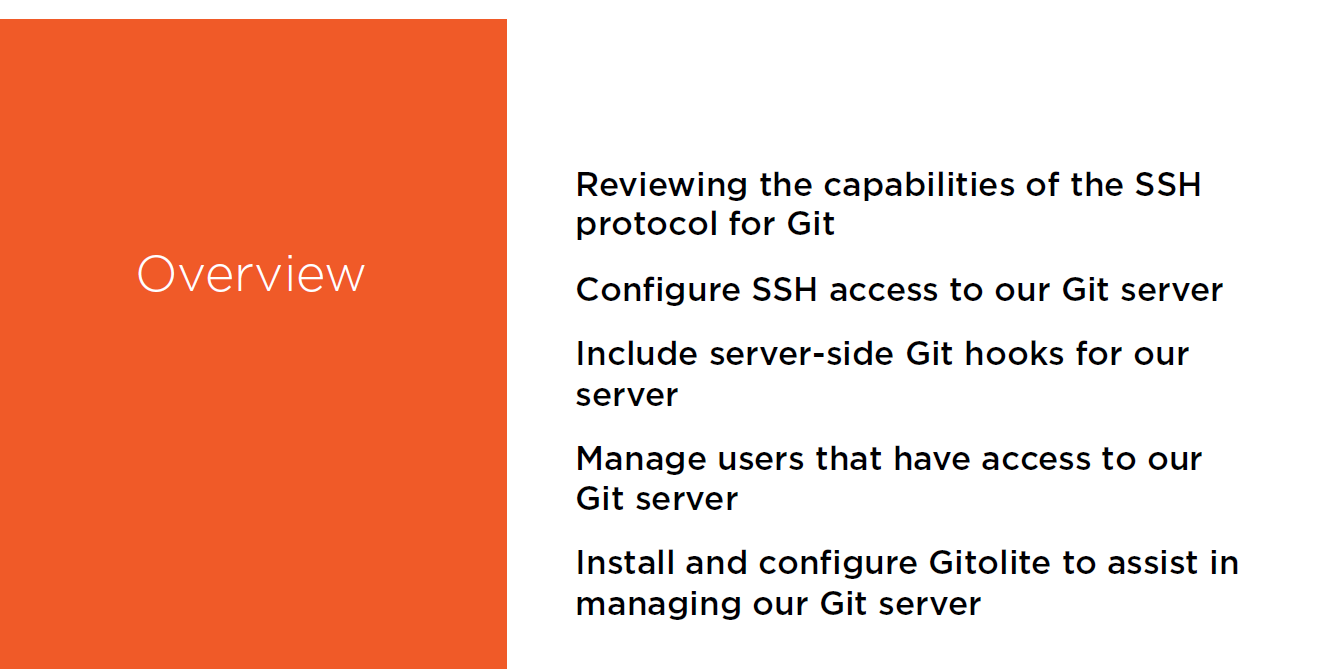 Overview
Reviewing the capabilities of the SSH
protocol for Git
Configure SSH access to our Git server
Include server-side Git hooks for our
server
Manage users that have access to our
Git server
Install and configure Gitolite to assist in
managing our Git server